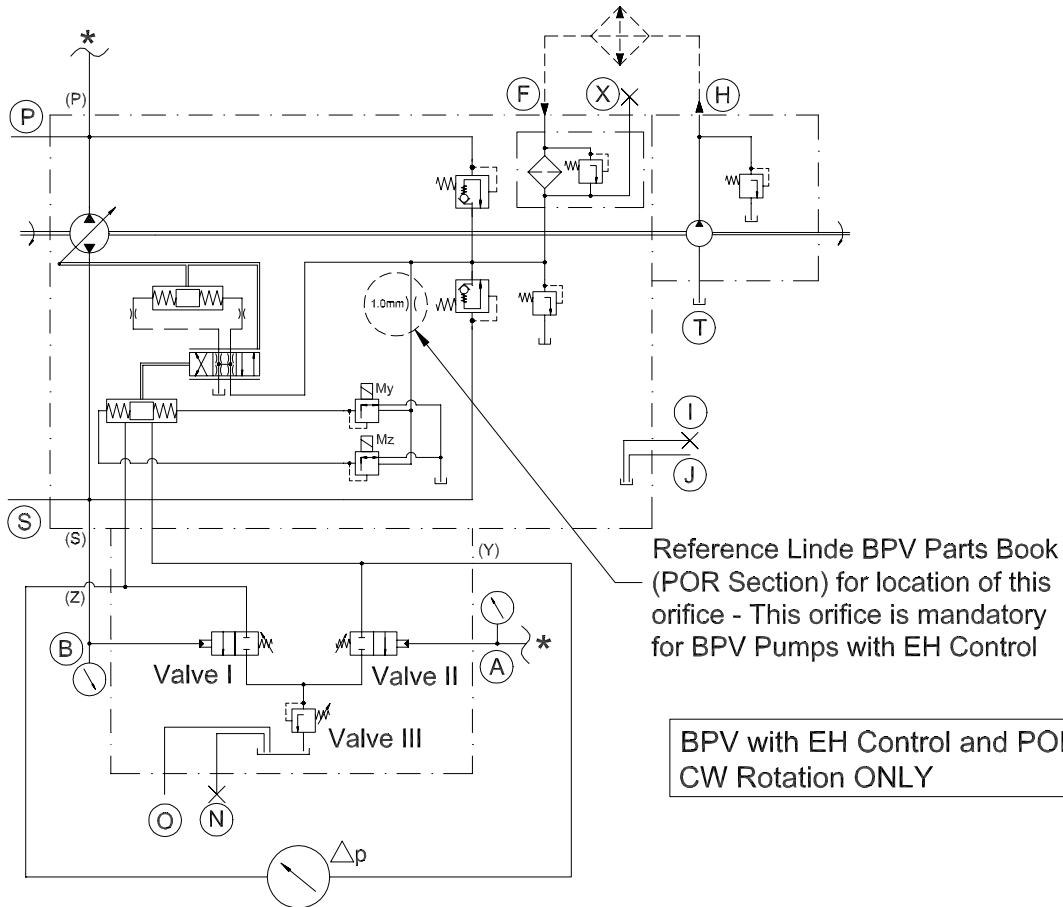 *
(P)
F
X
H
P
1.0mm
T
My
I
Mz
J
S
(S)
(Y)
Reference Linde BPV Parts Book
(POR Section) for location of this
orifice - This orifice is mandatory
for BPV Pumps with EH Control
(Z)
B
Valve I
Valve II
A
*
Valve III
BPV with EH Control and POR
CW Rotation ONLY
O
N
△p